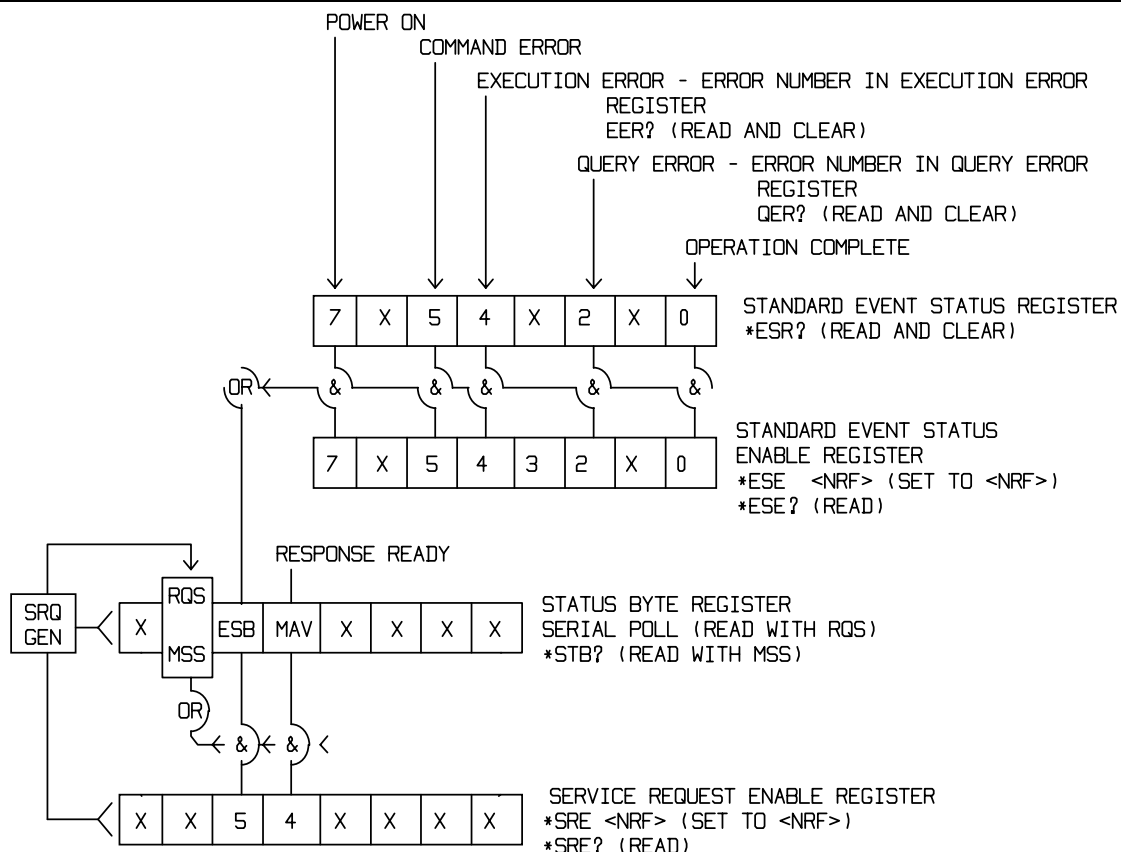 POWER ON
COMMAND ERROR
EXECUTION ERROR - ERROR NUMBER IN EXECUTION ERROR
REGISTER
EER? (READ AND CLEAR)
QUERY ERROR - ERROR NUMBER IN QUERY ERROR
REGISTER
QER? (READ AND CLEAR)
OPERATION COMPLETE
7 X 5 4 X 2 X 0
STANDARD EVENT STATUS REGISTER
*ESR? (READ AND CLEAR)
OR & & & & &
7 X 5 4 3 2 X 0
STANDARD EVENT STATUS
ENABLE REGISTER
*ESE <NRF> (SET TO <NRF>)
*ESE? (READ)
RESPONSE READY
SRQ
GEN
X RQS MSS ESB MAV X X X X
STATUS BYTE REGISTER
SERIAL POLL (READ WITH RQS)
*STB? (READ WITH MSS)
OR & &
X X 5 4 X X X X
SERVICE REQUEST ENABLE REGISTER
*SRE <NRF> (SET TO <NRF>)
*SRE? (READ)